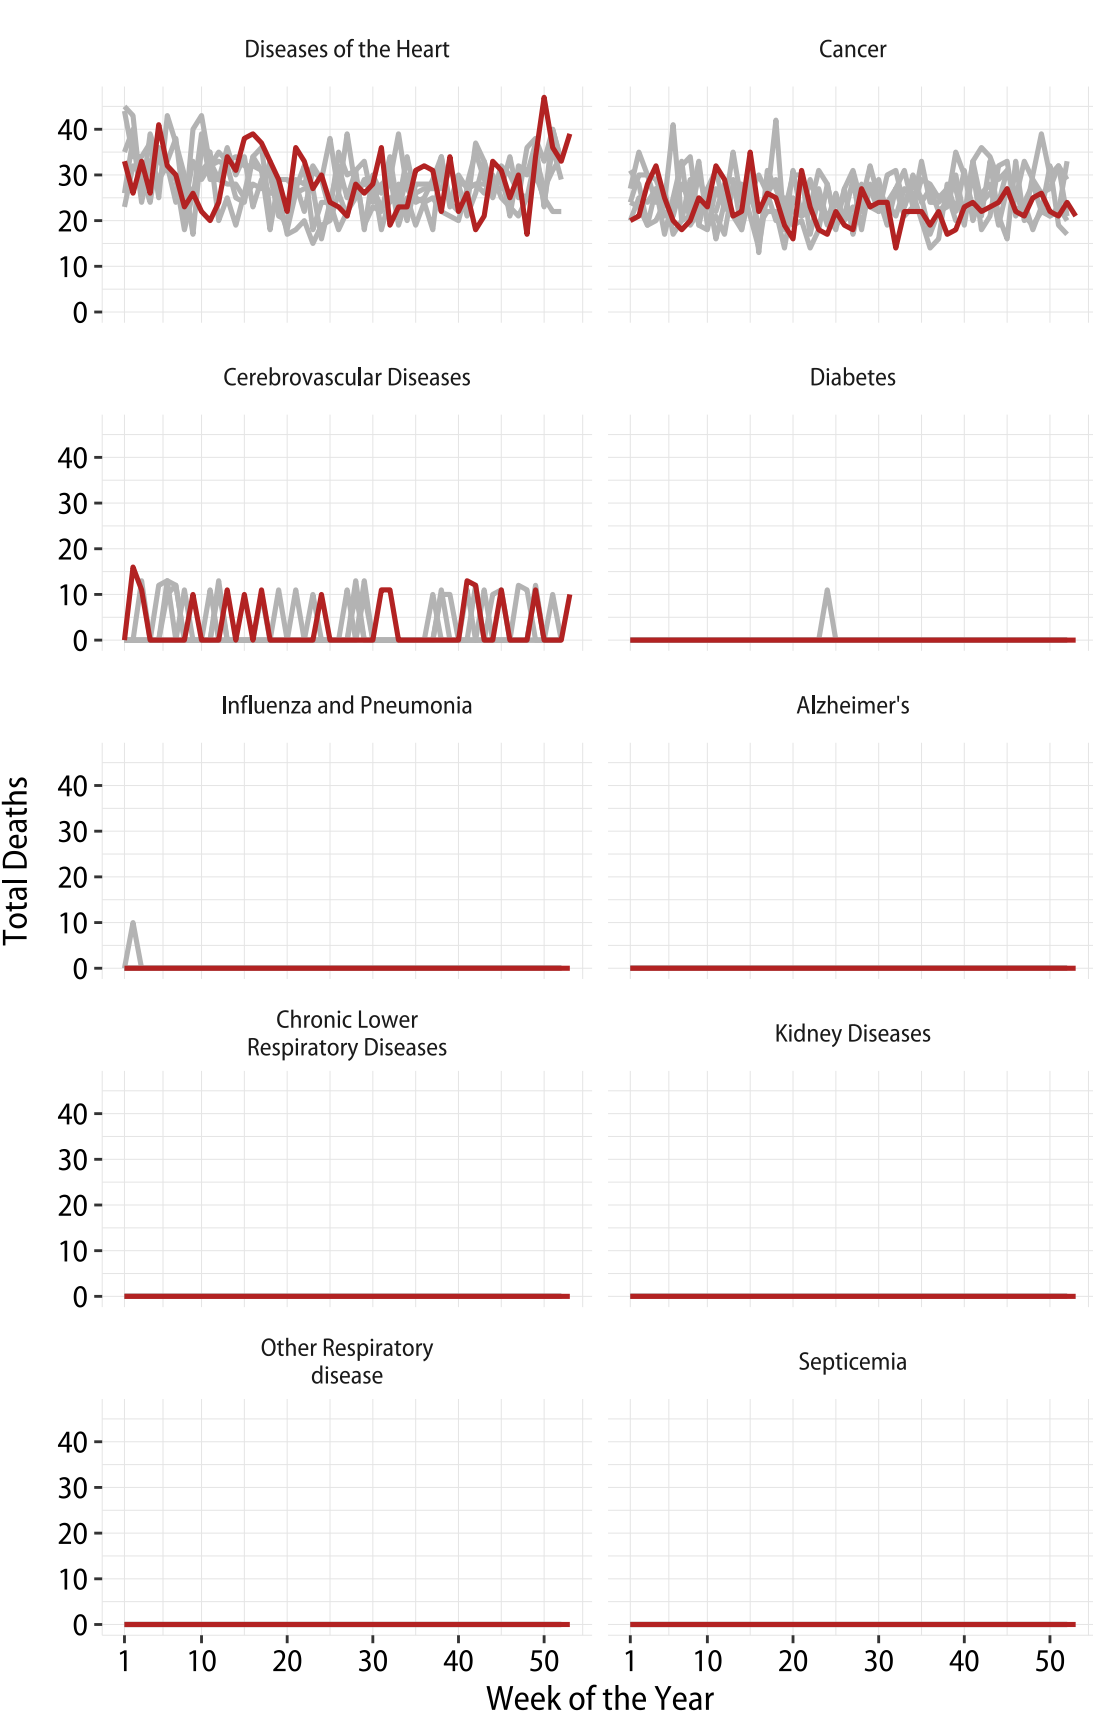 Diseases of the Heart
Cancer
40
30
20
10
0
Cerebrovascular Diseases
Diabetes
40
30
20
10
0
Influenza and Pneumonia
Alzheimer's
40
30
20
10
0
Total Deaths
Chronic Lower
Respiratory Diseases
Kidney Diseases
40
30
20
10
0
Other Respiratory
disease
Septicemia
40
30
20
10
0
1 10 20 30 40 50
1 10 20 30 40 50
Week of the Year